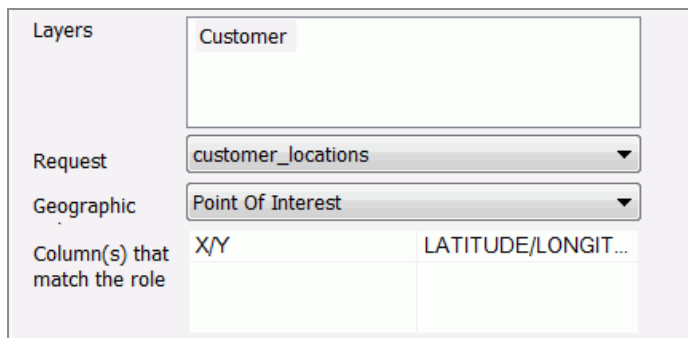 Layers
Customer
Request
customer_locations
Geographic
Point Of Interest
Column(s) that
match the role
X/Y
LATITUDE/LONGIT...